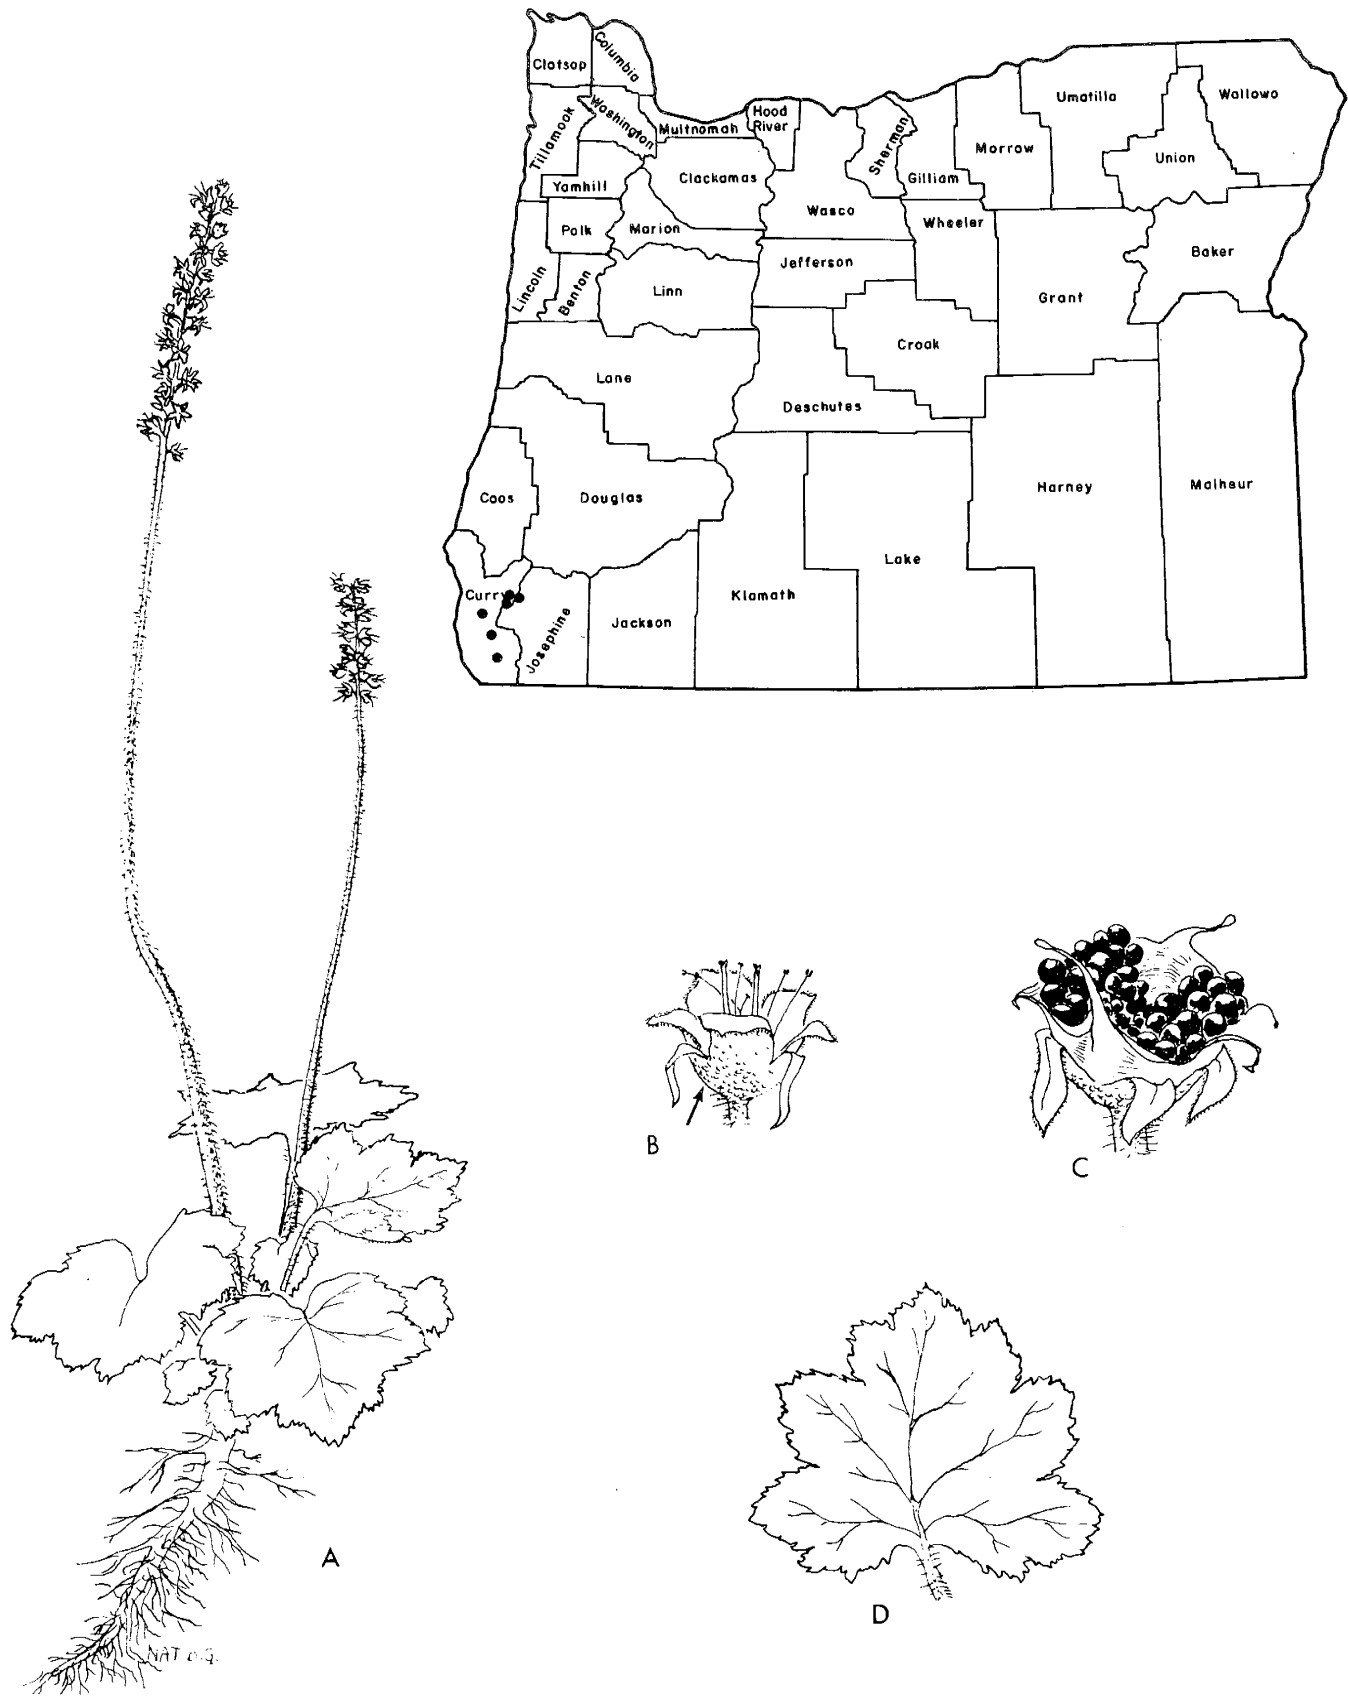 Clatsop
Columbia
Tillamook
Washington
Multnomah
Hood
River
Sherman
Gilliam
Morrow
Umatilla
Union
Wallowa
Yamhill
Clackamas
Wasco
Wheeler
Polk
Marion
Jefferson
Baker
Lincoln
Benton
Linn
Grant
Crook
Lane
Deschutes
Coos
Douglas
Harney
Malheur
Lake
Curry
Josephine
Jackson
Klamath
B
C
A
D